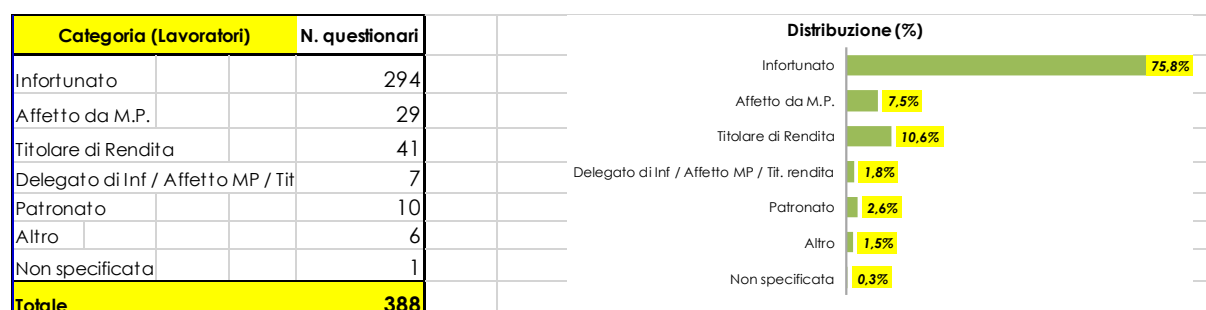 Categoria (Lavoratori) N. questionari
Infortunato 294
Affetto da M.P. 29
Titolare di Rendita 41
Delegato di Inf / Affetto MP / Tit 7
Patronato 10
Altro 6
Non specificata 1
Totale 388
Distribuzione (%)
Infortunato 75,8%
Affetto da M.P. 7,5%
Titolare di Rendita 10,6%
Delegato di Inf / Affetto MP / Tit. rendita 1,8%
Patronato 2,6%
Altro 1,5%
Non specificata 0,3%